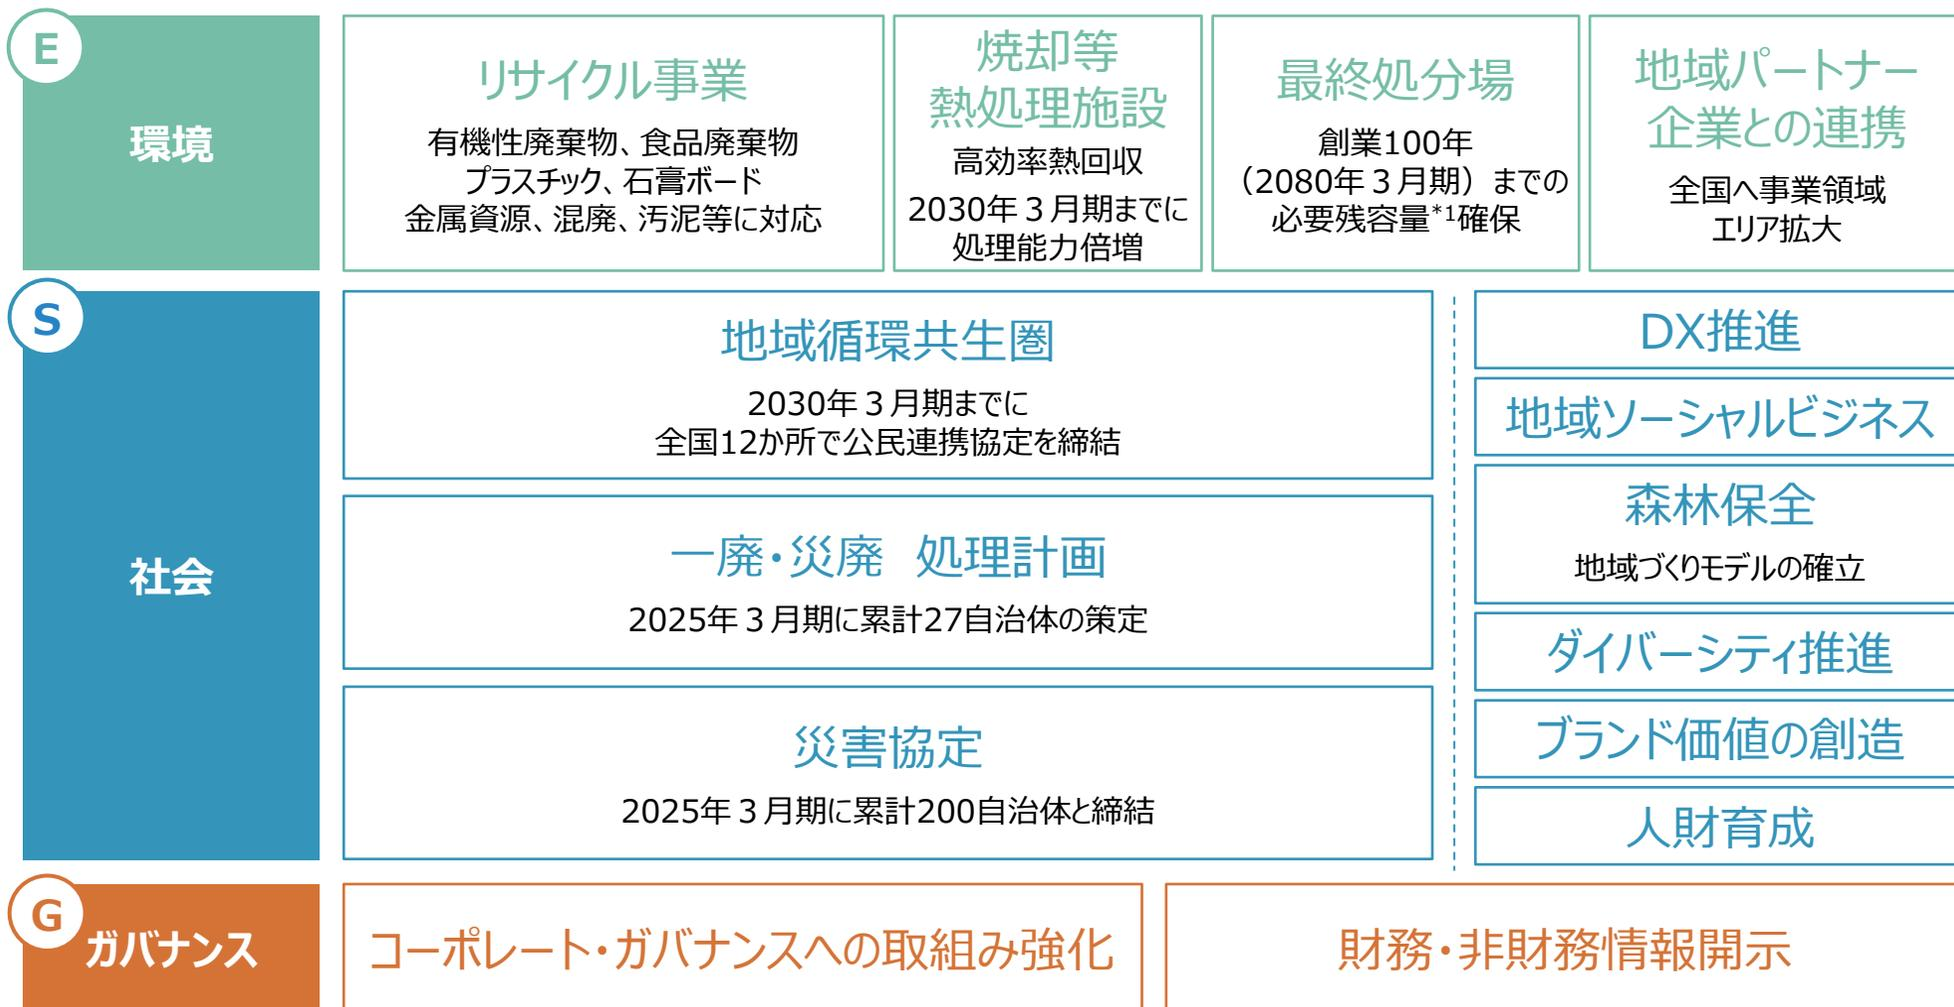 E
環境
リサイクル事業
有機性廃棄物、食品廃棄物
プラスチック、石膏ボード
金属資源、混廃、汚泥等に対応
焼却等
熱処理施設
高効率熱回収
2030年３月期までに
処理能力倍増
最終処分場
創業100年
（2080年３月期）までの
必要残容量*1確保
地域パートナー
企業との連携
全国へ事業領域
エリア拡大
S
社会
地域循環共生圏
2030年３月期までに
全国12か所で公民連携協定を締結
一廃・災廃　処理計画
2025年３月期に累計27自治体の策定
災害協定
2025年３月期に累計200自治体と締結
DX推進
地域ソーシャルビジネス
森林保全
地域づくりモデルの確立
ダイバーシティ推進
ブランド価値の創造
人財育成
G
ガバナンス
コーポレート・ガバナンスへの取組み強化
財務・非財務情報開示